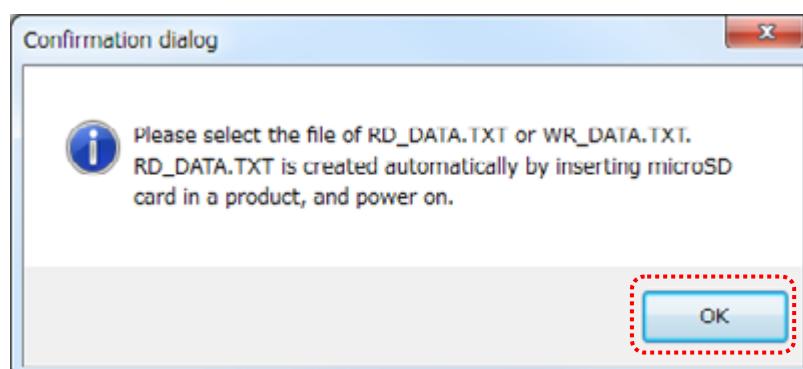 Confirmation dialog
x
Please select the file of RD_DATA.TXT or WR_DATA.TXT.
RD_DATA.TXT is created automatically by inserting microSD
card in a product, and power on.
OK